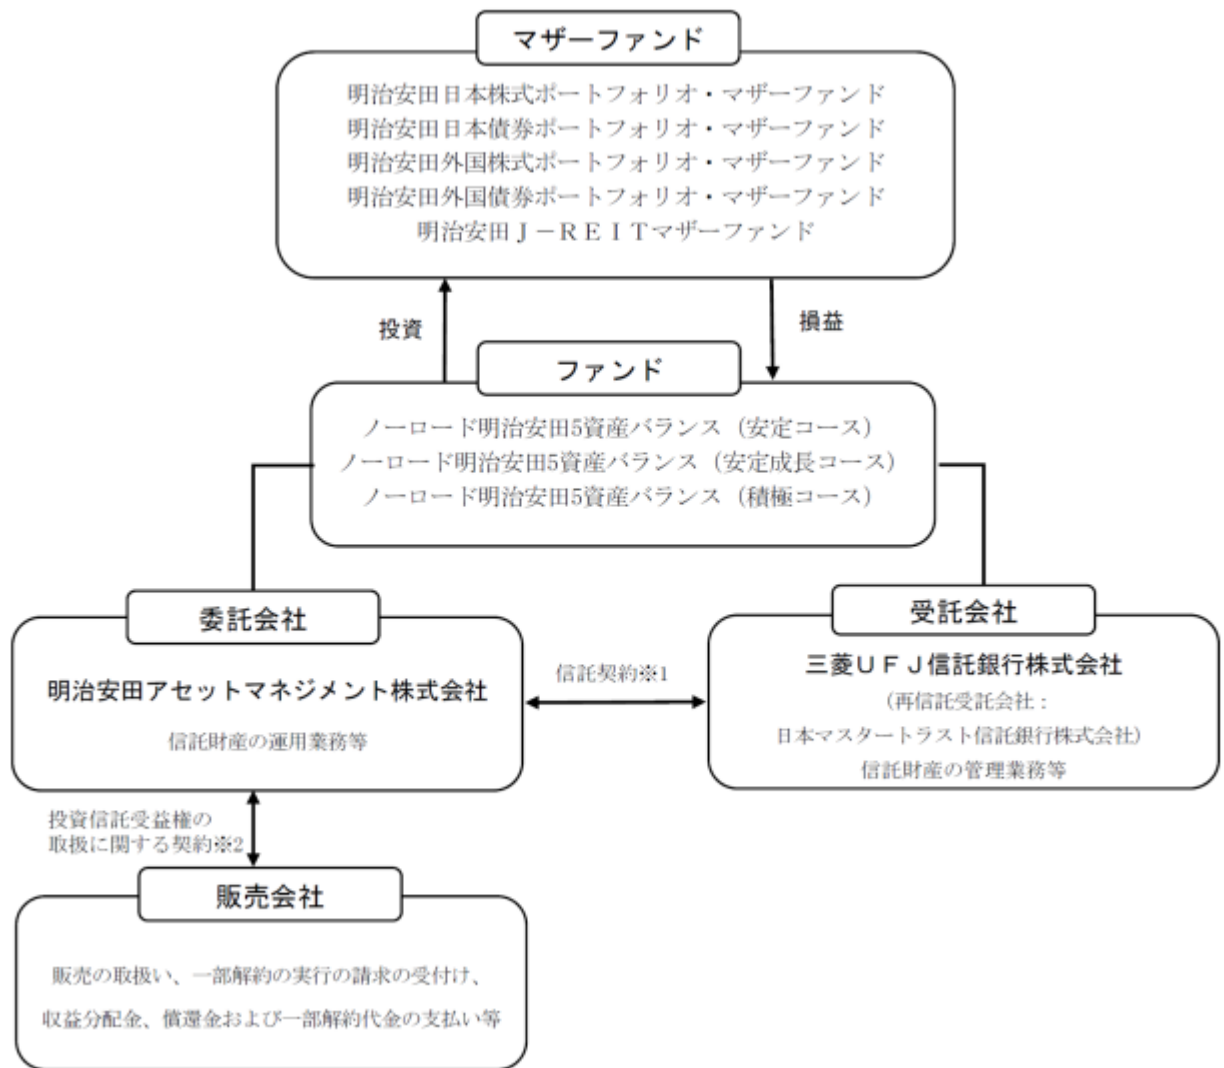 マザーファンド
明治安田日本株式ポートフォリオ・マザーファンド
明治安田日本債券ポートフォリオ・マザーファンド
明治安田外国株式ポートフォリオ・マザーファンド
明治安田外国債券ポートフォリオ・マザーファンド
明治安田Ｊ－ＲＥＩＴマザーファンド
投資
損益
ファンド
ノーロード明治安田5資産バランス（安定コース）
ノーロード明治安田5資産バランス（安定成長コース）
ノーロード明治安田5資産バランス（積極コース）
委託会社
明治安田アセットマネジメント株式会社
信託財産の運用業務等
信託契約※1
受託会社
三菱ＵＦＪ信託銀行株式会社
（再信託受託会社：
日本マスタートラスト信託銀行株式会社）
信託財産の管理業務等
投資信託受益権の
取扱に関する契約※2
販売会社
販売の取扱い、一部解約の実行の請求の受付け、
収益分配金、償還金および一部解約代金の支払い等